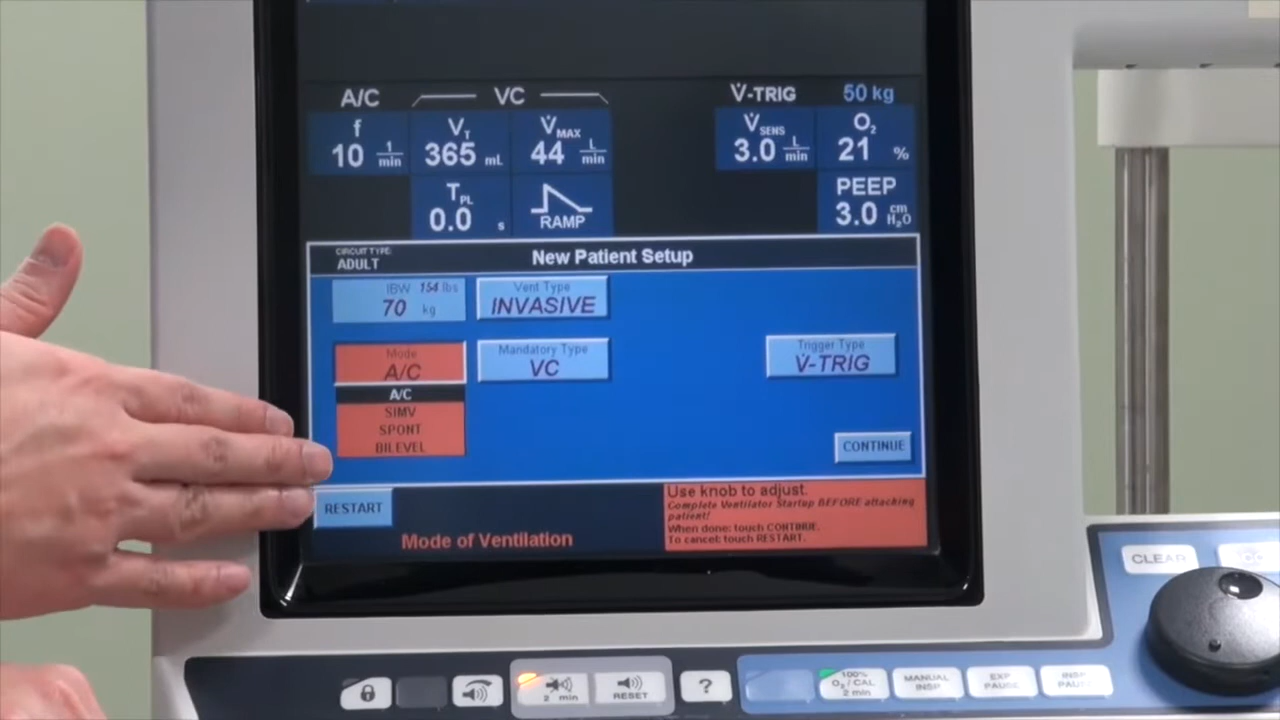 A/C VC V̇-TRIG 50 kg
f VT V̇MAX V̇SENS O2
10 1/min 365 mL 44 L/min 3.0 L/min 21 %
TPL PEEP
0.0 s RAMP 3.0 cm H2O
CIRCUIT TYPE:
ADULT
New Patient Setup
IBW 154 lbs
70 kg
Vent Type
INVASIVE
Mode
A/C
Mandatory Type
VC
Trigger Type
V̇-TRIG
A/C
SIMV
SPONT
BILEVEL
CONTINUE
RESTART
Mode of Ventilation
Use knob to adjust.
Complete Ventilator Startup BEFORE attaching
patient!
When done: touch CONTINUE.
To cancel: touch RESTART.
CLEAR
2 min
RESET
?
100%
O2 / CAL
2 min
MANUAL
INSP
EXP
PAUSE
INSP